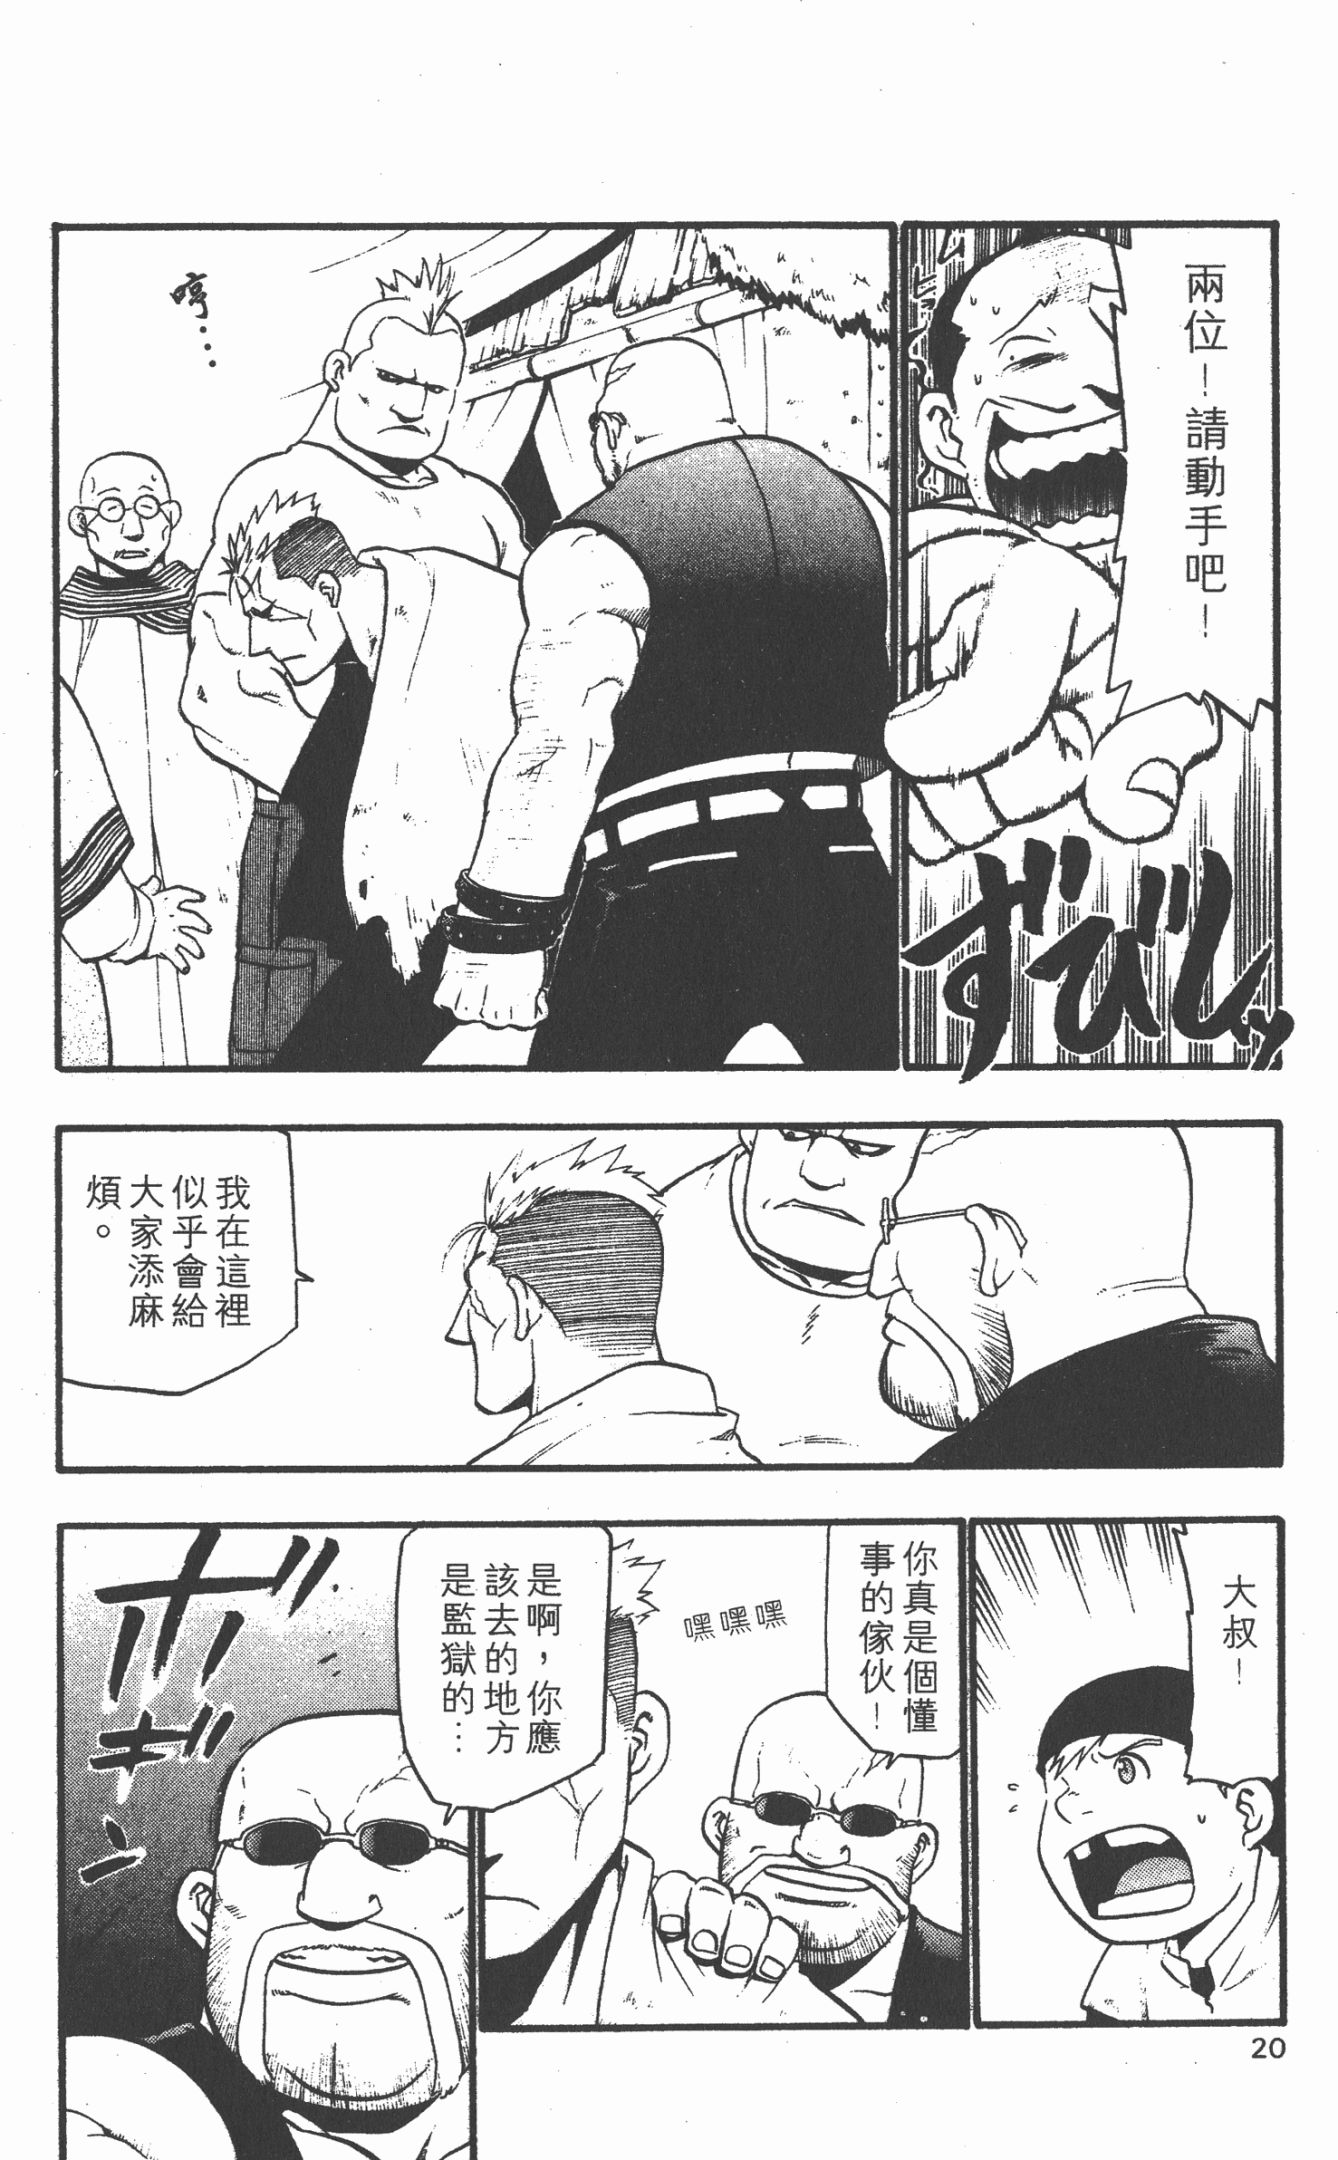 兩位！請動手吧！
ずびしッ
哼…
我在這裡
似乎會給
大家添麻
煩。
大叔！
你真是個懂
事的傢伙！
嘿嘿嘿
是啊，你應
該去的地方
是監獄的…
20